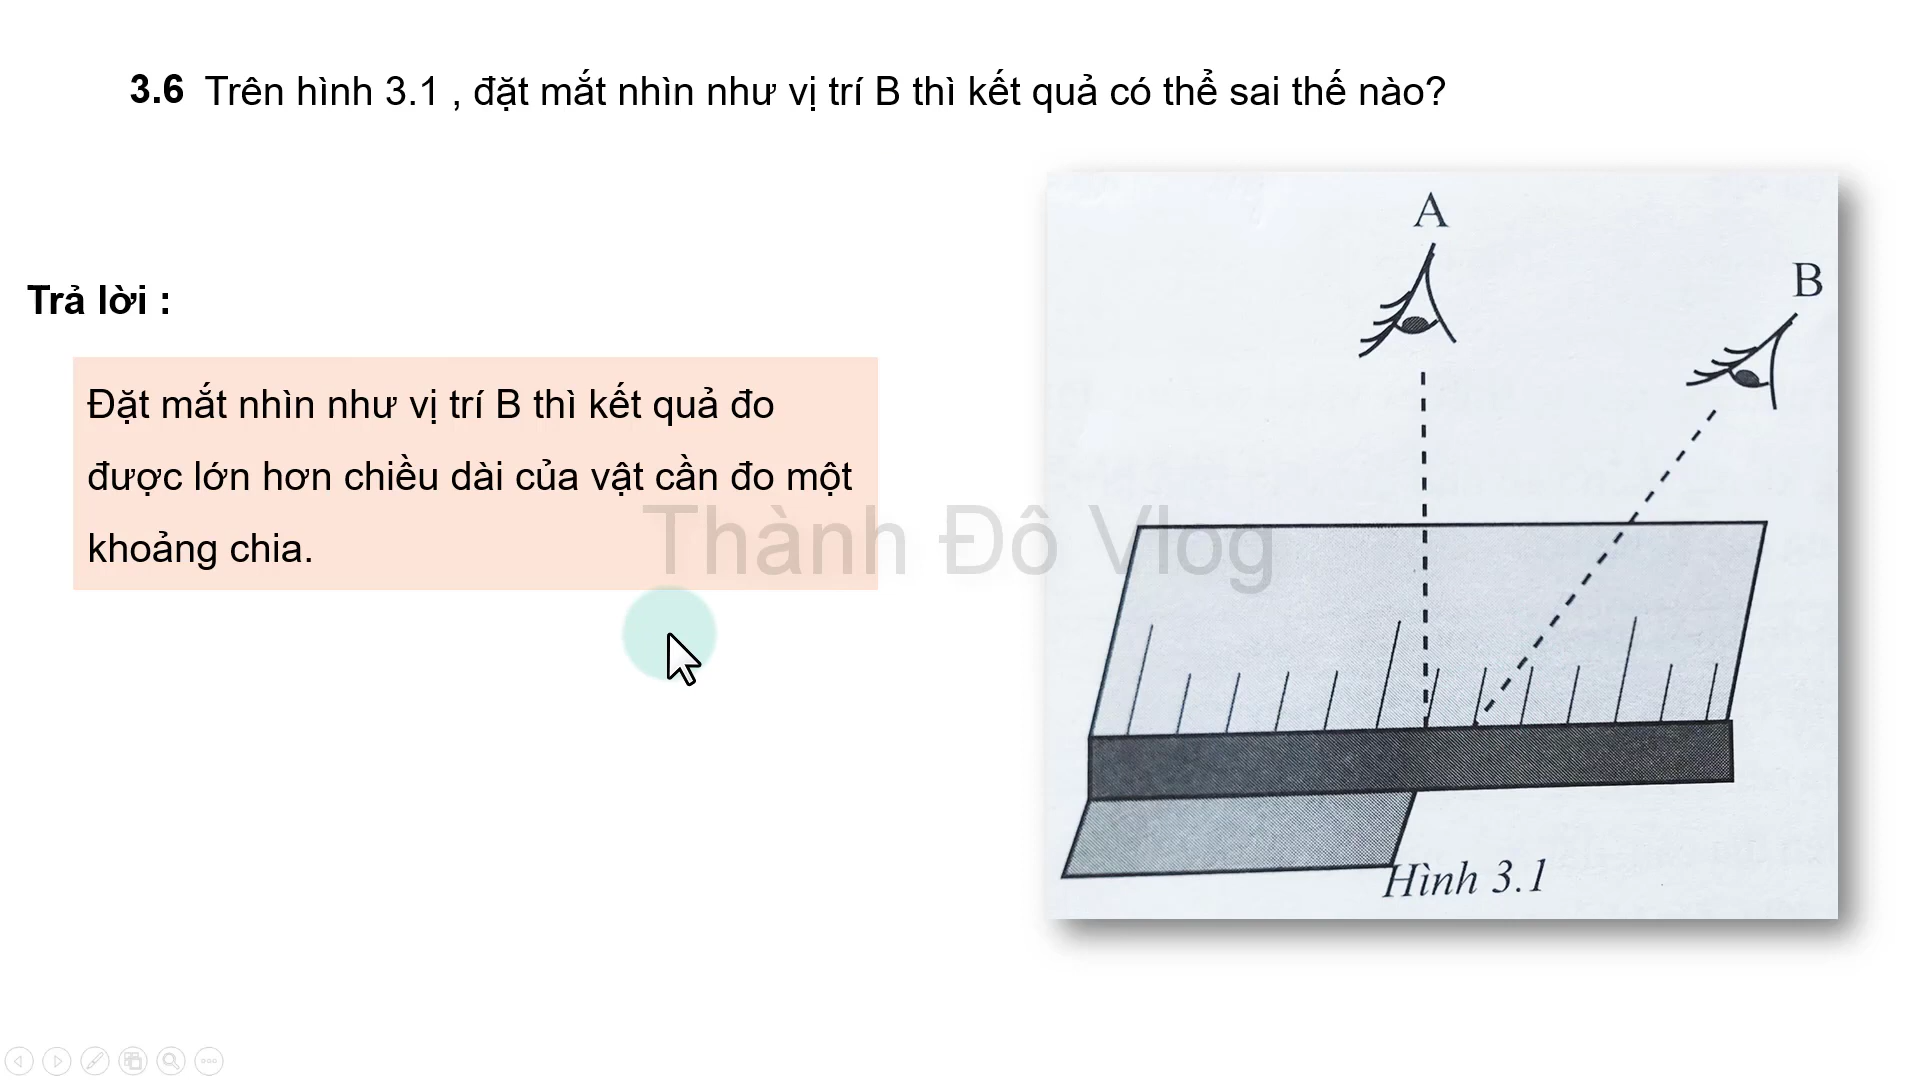 3.6 Trên hình 3.1 , đặt mắt nhìn như vị trí B thì kết quả có thể sai thế nào?
A
B
Trả lời :
Đặt mắt nhìn như vị trí B thì kết quả đo
được lớn hơn chiều dài của vật cần đo một
khoảng chia.
Thành Đô Vlog
Hình 3.1